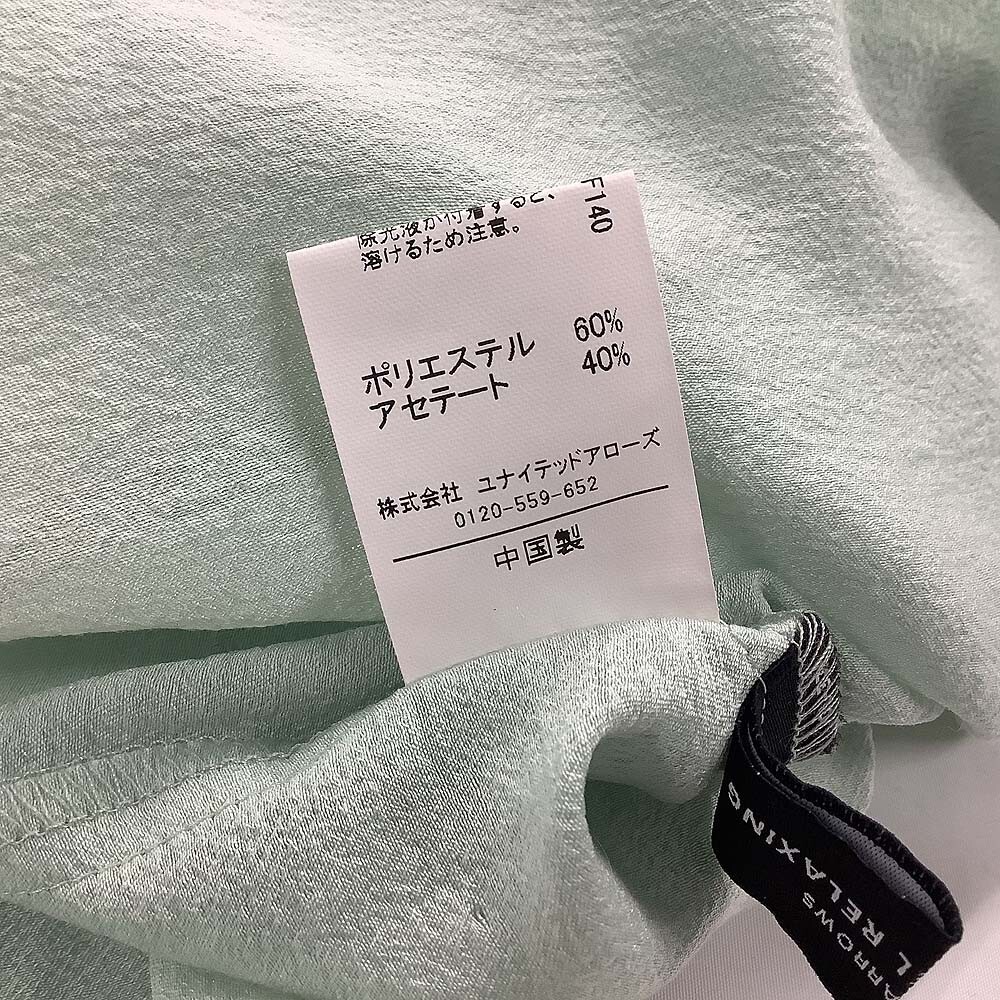 除光液が付着すると、
溶けるため注意。
F140
ポリエステル 60%
アセテート 40%
株式会社 ユナイテッドアローズ
0120-559-652
中国製
ARROWS
L RELAXING